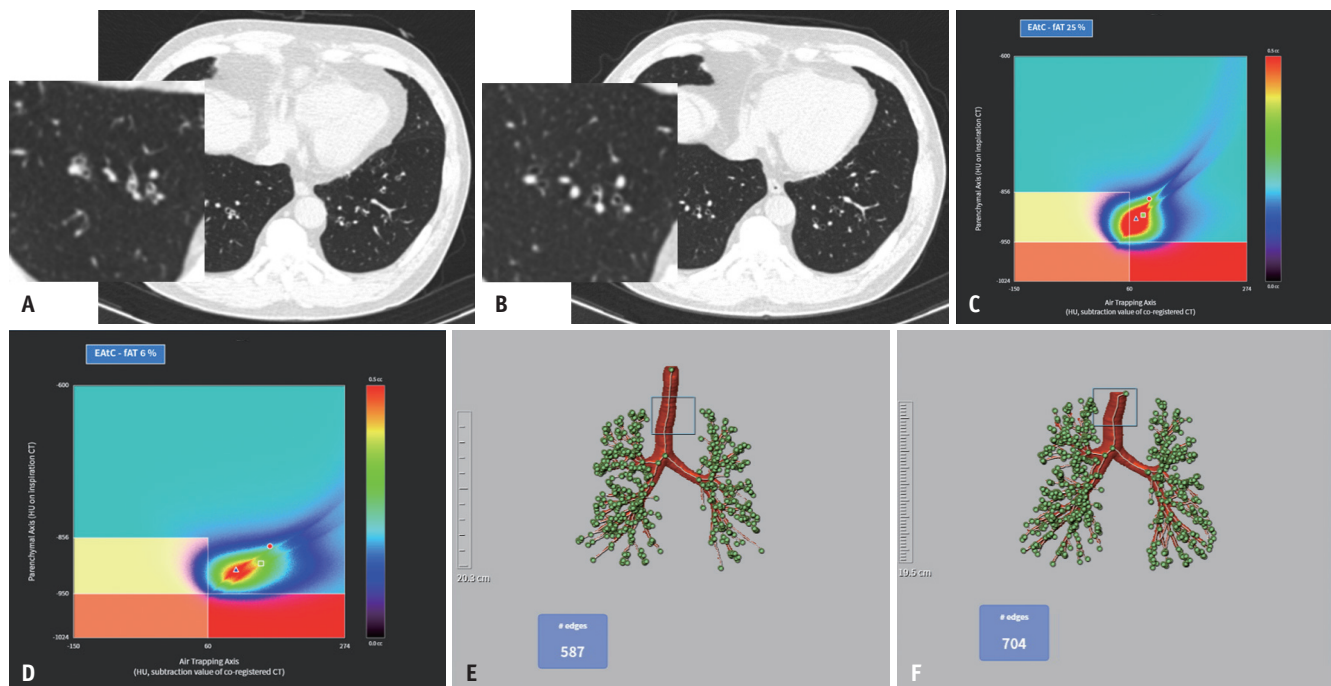 A
B
EAtC - fAT 25 %
0.5 cc
-600
Parenchymal Axis (HU on inspiration CT)
-856
-950
-1024
0.0 cc
-150
60
274
Air Trapping Axis
(HU, subtraction value of co-registered CT)
C
EAtC - fAT 6 %
0.5 cc
-600
Parenchymal Axis (HU on inspiration CT)
-856
-950
-1024
0.0 cc
-150
60
274
Air Trapping Axis
(HU, subtraction value of co-registered CT)
D
20.3 cm
# edges
587
E
19.5 cm
# edges
704
F